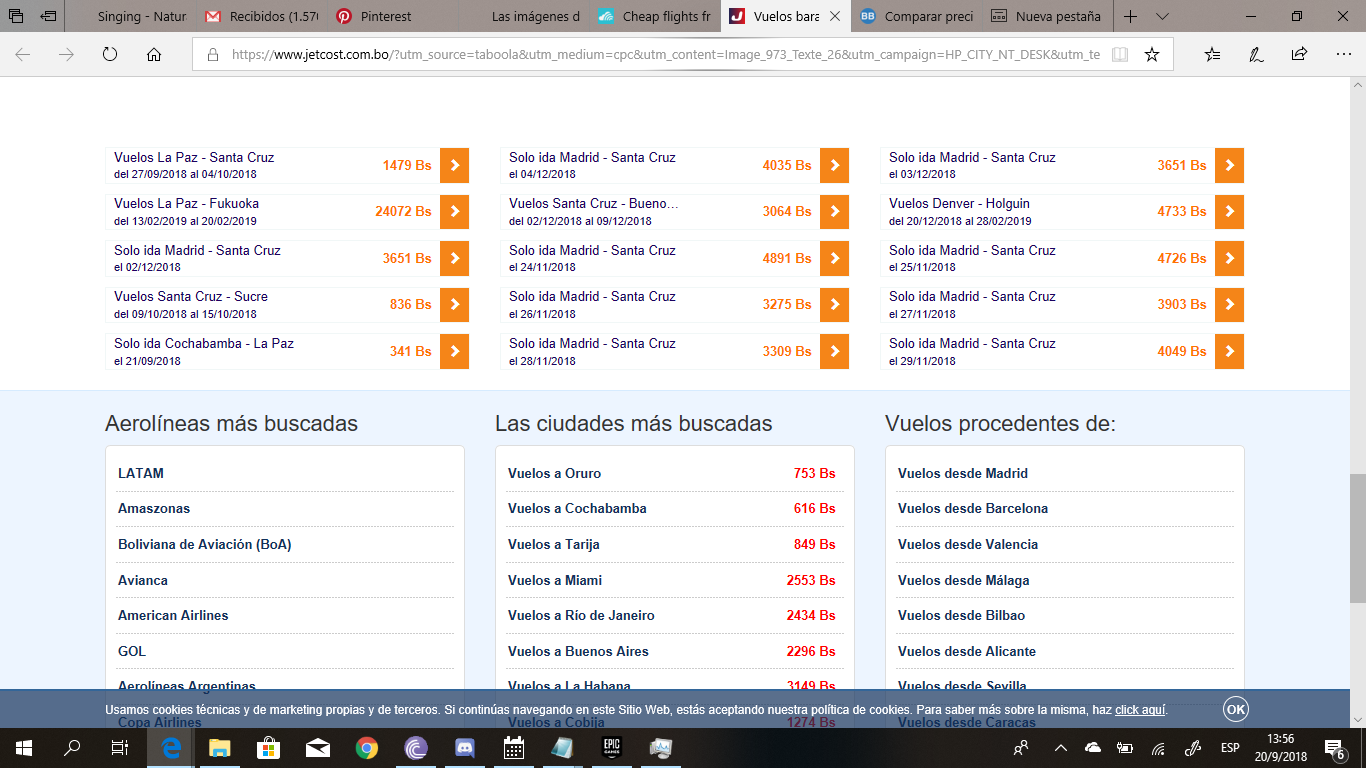 Singing - Natur
Recibidos (1.570
Pinterest
Las imágenes d
Cheap flights fr
Vuelos bara
Comparar preci
Nueva pestaña
https://www.jetcost.com.bo/?utm_source=taboola&utm_medium=cpc&utm_content=Image_973_Texte_26&utm_campaign=HP_CITY_NT_DESK&utm_te
Vuelos La Paz - Santa Cruz
del 27/09/2018 al 04/10/2018
1479 Bs
Solo ida Madrid - Santa Cruz
el 04/12/2018
4035 Bs
Solo ida Madrid - Santa Cruz
el 03/12/2018
3651 Bs
Vuelos La Paz - Fukuoka
del 13/02/2019 al 20/02/2019
24072 Bs
Vuelos Santa Cruz - Bueno...
del 02/12/2018 al 09/12/2018
3064 Bs
Vuelos Denver - Holguin
del 20/12/2018 al 28/02/2019
4733 Bs
Solo ida Madrid - Santa Cruz
el 02/12/2018
3651 Bs
Solo ida Madrid - Santa Cruz
el 24/11/2018
4891 Bs
Solo ida Madrid - Santa Cruz
el 25/11/2018
4726 Bs
Vuelos Santa Cruz - Sucre
del 09/10/2018 al 15/10/2018
836 Bs
Solo ida Madrid - Santa Cruz
el 26/11/2018
3275 Bs
Solo ida Madrid - Santa Cruz
el 27/11/2018
3903 Bs
Solo ida Cochabamba - La Paz
el 21/09/2018
341 Bs
Solo ida Madrid - Santa Cruz
el 28/11/2018
3309 Bs
Solo ida Madrid - Santa Cruz
el 29/11/2018
4049 Bs
Aerolíneas más buscadas
LATAM
Amaszonas
Boliviana de Aviación (BoA)
Avianca
American Airlines
GOL
Aerolíneas Argentinas
Copa Airlines
Las ciudades más buscadas
Vuelos a Oruro 753 Bs
Vuelos a Cochabamba 616 Bs
Vuelos a Tarija 849 Bs
Vuelos a Miami 2553 Bs
Vuelos a Río de Janeiro 2434 Bs
Vuelos a Buenos Aires 2296 Bs
Vuelos a La Habana 3149 Bs
Vuelos a Cobija 1274 Bs
Vuelos procedentes de:
Vuelos desde Madrid
Vuelos desde Barcelona
Vuelos desde Valencia
Vuelos desde Málaga
Vuelos desde Bilbao
Vuelos desde Alicante
Vuelos desde Sevilla
Vuelos desde Caracas
Usamos cookies técnicas y de marketing propias y de terceros. Si continúas navegando en este Sitio Web, estás aceptando nuestra política de cookies. Para saber más sobre la misma, haz click aquí.
OK
EPIC GAMES
ESP
13:56
20/9/2018
6